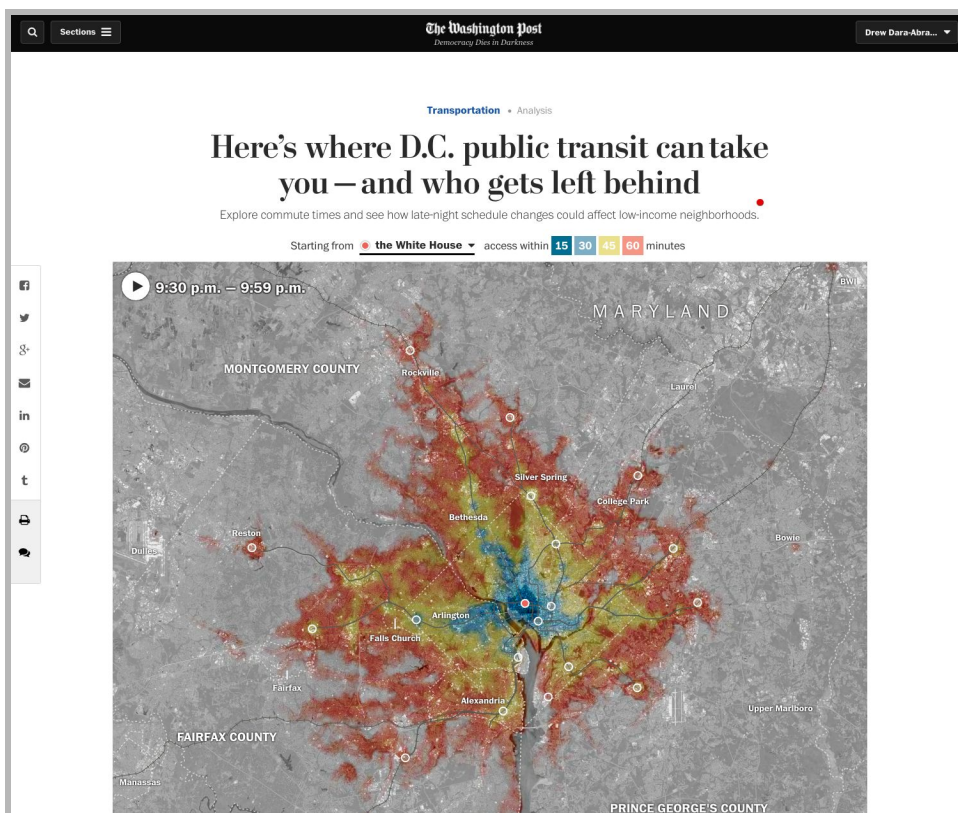 Sections
The Washington Post
Democracy Dies in Darkness
Drew Dara-Abra...
Transportation • Analysis
Here's where D.C. public transit can take
you — and who gets left behind
Explore commute times and see how late-night schedule changes could affect low-income neighborhoods.
Starting from the White House access within 15 30 45 60 minutes
9:30 p.m. — 9:59 p.m.
BWI
MARYLAND
MONTGOMERY COUNTY
Rockville
Laurel
Silver Spring
College Park
Bethesda
Reston
Dulles
Bowie
Arlington
Falls Church
Fairfax
Alexandria
Upper Marlboro
FAIRFAX COUNTY
Manassas
PRINCE GEORGE'S COUNTY